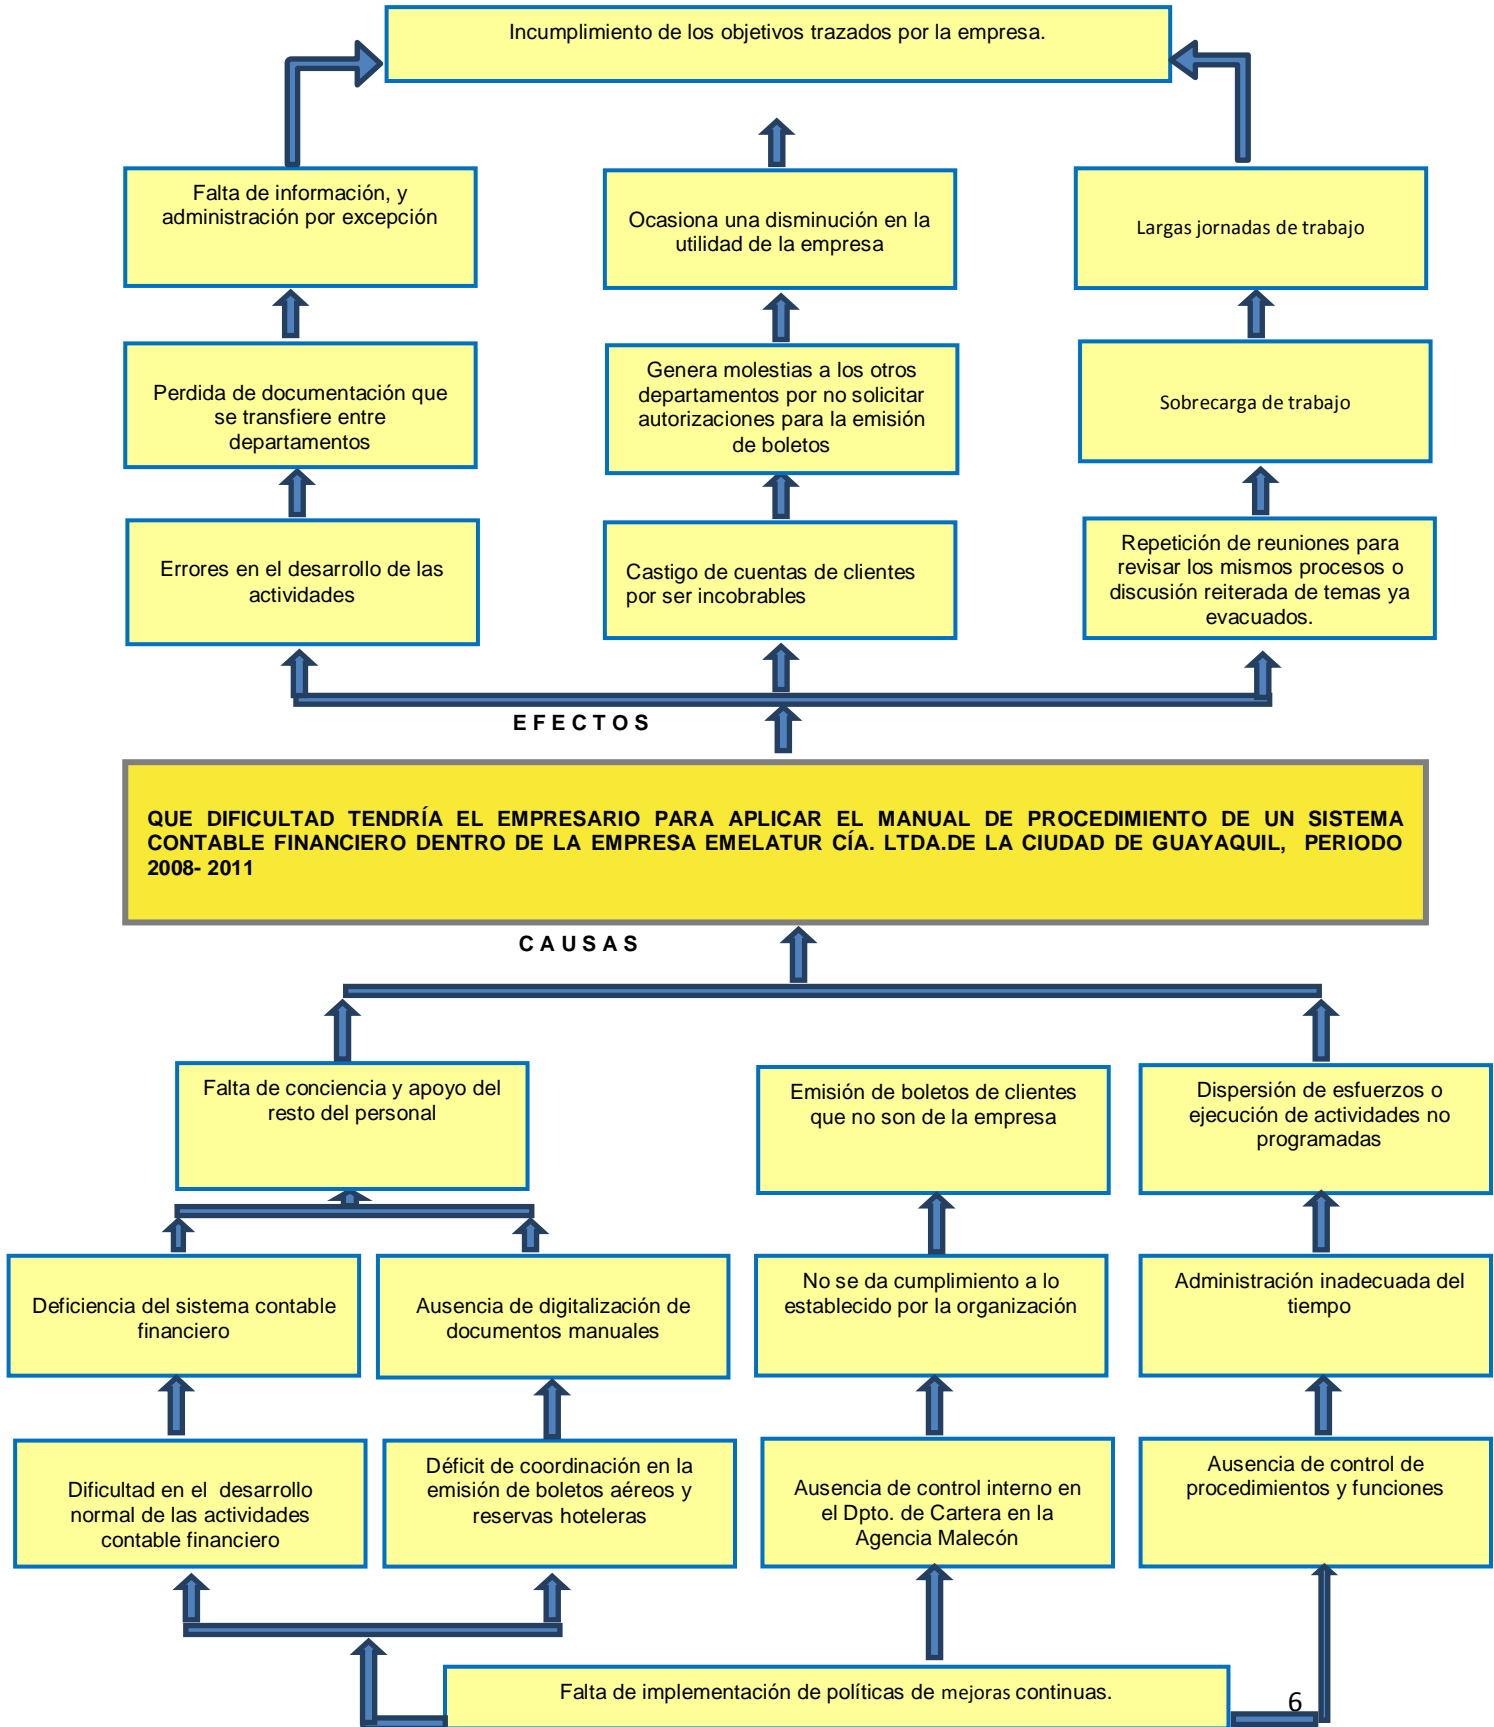 Incumplimiento de los objetivos trazados por la empresa.
Falta de información, y
administración por excepción
Ocasiona una disminución en la
utilidad de la empresa
Largas jornadas de trabajo
Perdida de documentación que
se transfiere entre
departamentos
Genera molestias a los otros
departamentos por no solicitar
autorizaciones para la emisión
de boletos
Sobrecarga de trabajo
Errores en el desarrollo de las
actividades
Castigo de cuentas de clientes
por ser incobrables
Repetición de reuniones para
revisar los mismos procesos o
discusión reiterada de temas ya
evacuados.
E F E C T O S
QUE DIFICULTAD TENDRÍA EL EMPRESARIO PARA APLICAR EL MANUAL DE PROCEDIMIENTO DE UN SISTEMA
CONTABLE FINANCIERO DENTRO DE LA EMPRESA EMELATUR CÍA. LTDA.DE LA CIUDAD DE GUAYAQUIL, PERIODO
2008- 2011
C A U S A S
Falta de conciencia y apoyo del
resto del personal
Emisión de boletos de clientes
que no son de la empresa
Dispersión de esfuerzos o
ejecución de actividades no
programadas
Deficiencia del sistema contable
financiero
Ausencia de digitalización de
documentos manuales
No se da cumplimiento a lo
establecido por la organización
Administración inadecuada del
tiempo
Dificultad en el desarrollo
normal de las actividades
contable financiero
Déficit de coordinación en la
emisión de boletos aéreos y
reservas hoteleras
Ausencia de control interno en
el Dpto. de Cartera en la
Agencia Malecón
Ausencia de control de
procedimientos y funciones
Falta de implementación de políticas de mejoras continuas.
6